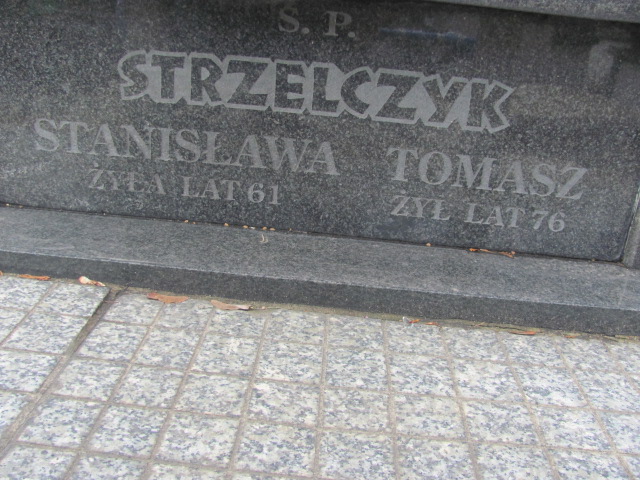 Ś. P.
STRZELCZYK
STANISŁAWA TOMASZ
ŻYŁA LAT 61 ŻYŁ LAT 76